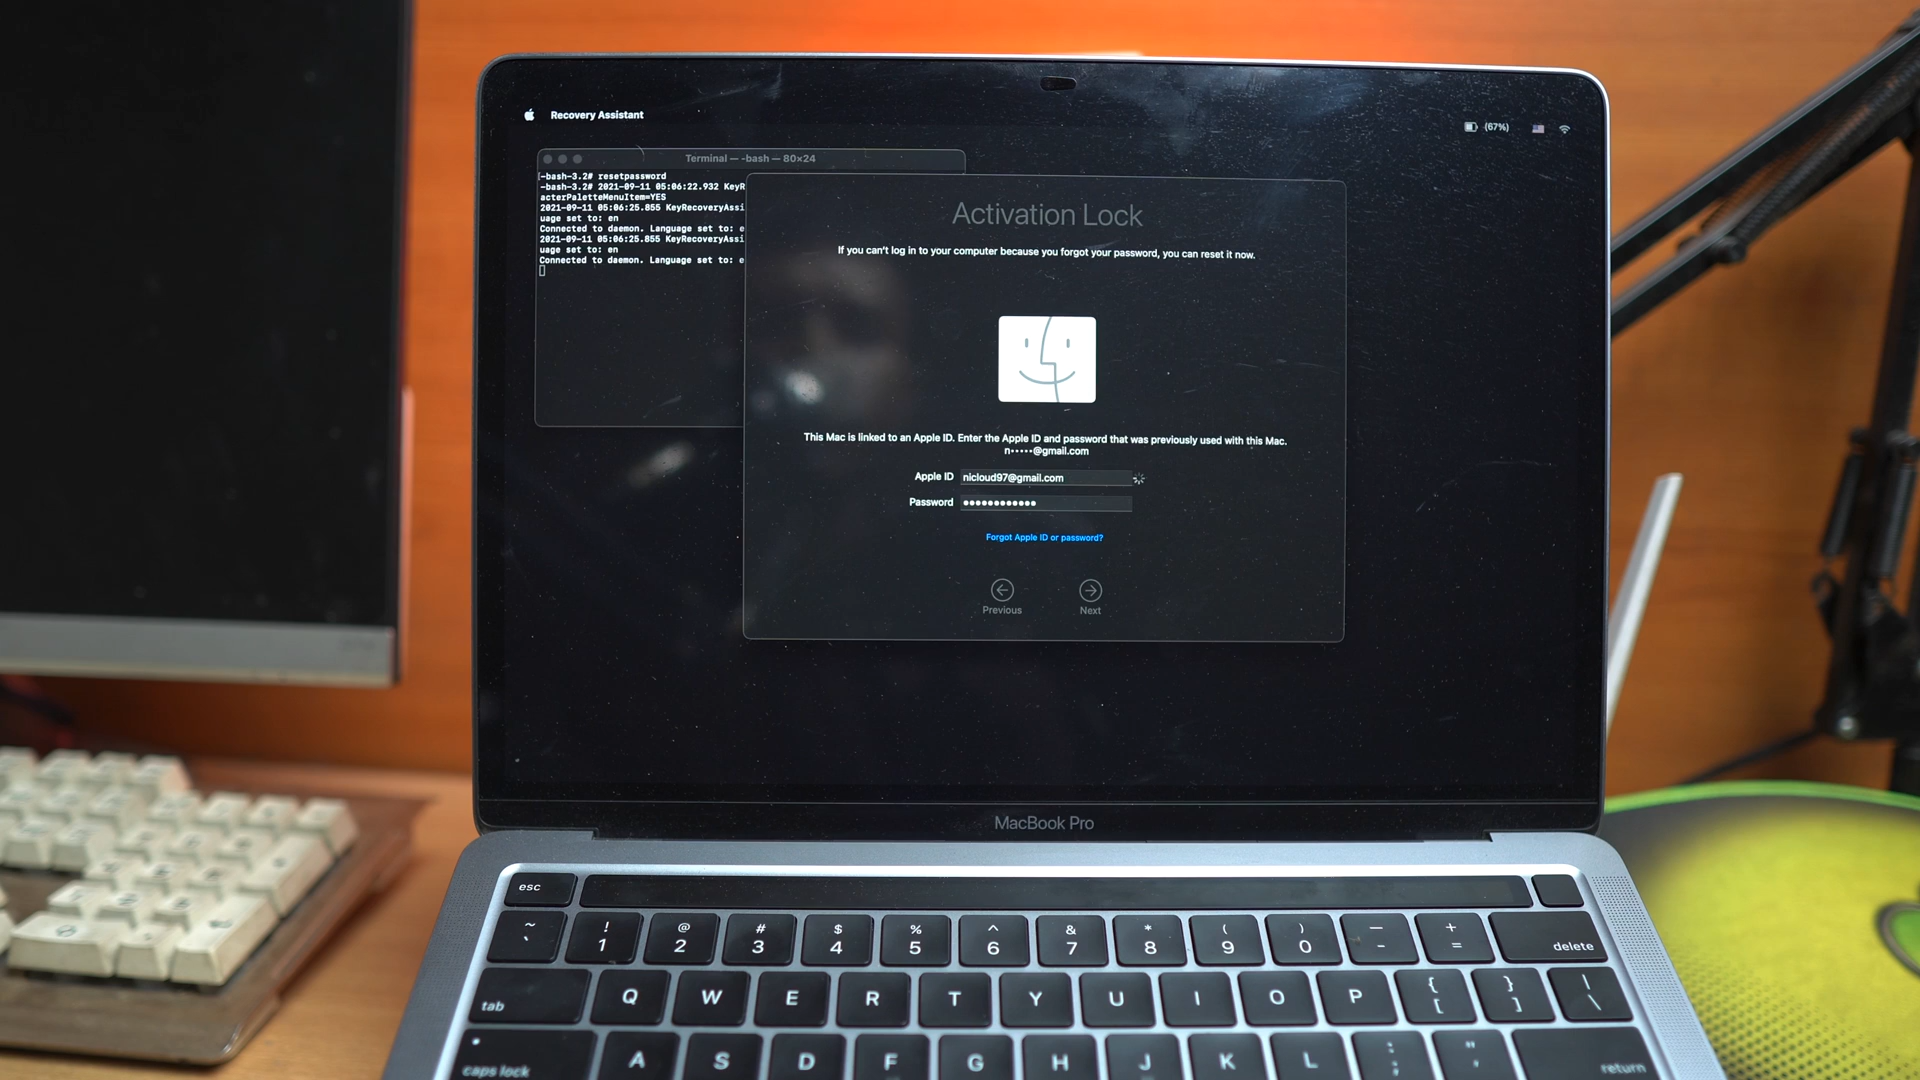 Recovery Assistant
(67%)
Terminal — -bash — 80×24
-bash-3.2# resetpassword
-bash-3.2# 2021-09-11 05:06:22.932 KeyR
acterPaletteMenuItem=YES
2021-09-11 05:06:25.855 KeyRecoveryAssi
uage set to: en
Connected to daemon. Language set to: e
2021-09-11 05:06:25.855 KeyRecoveryAssi
uage set to: en
Connected to daemon. Language set to: e
Activation Lock
If you can't log in to your computer because you forgot your password, you can reset it now.
This Mac is linked to an Apple ID. Enter the Apple ID and password that was previously used with this Mac.
n•••••@gmail.com
Apple ID nicloud97@gmail.com
Password ••••••••••••
Forgot Apple ID or password?
Previous Next
MacBook Pro
esc
~ ! @ # $ % ^ & * ( ) — +
` 1 2 3 4 5 6 7 8 9 0 - = delete
tab Q W E R T Y U I O P { [ } ] | \
caps lock A S D F G H J K L : ; " ' return